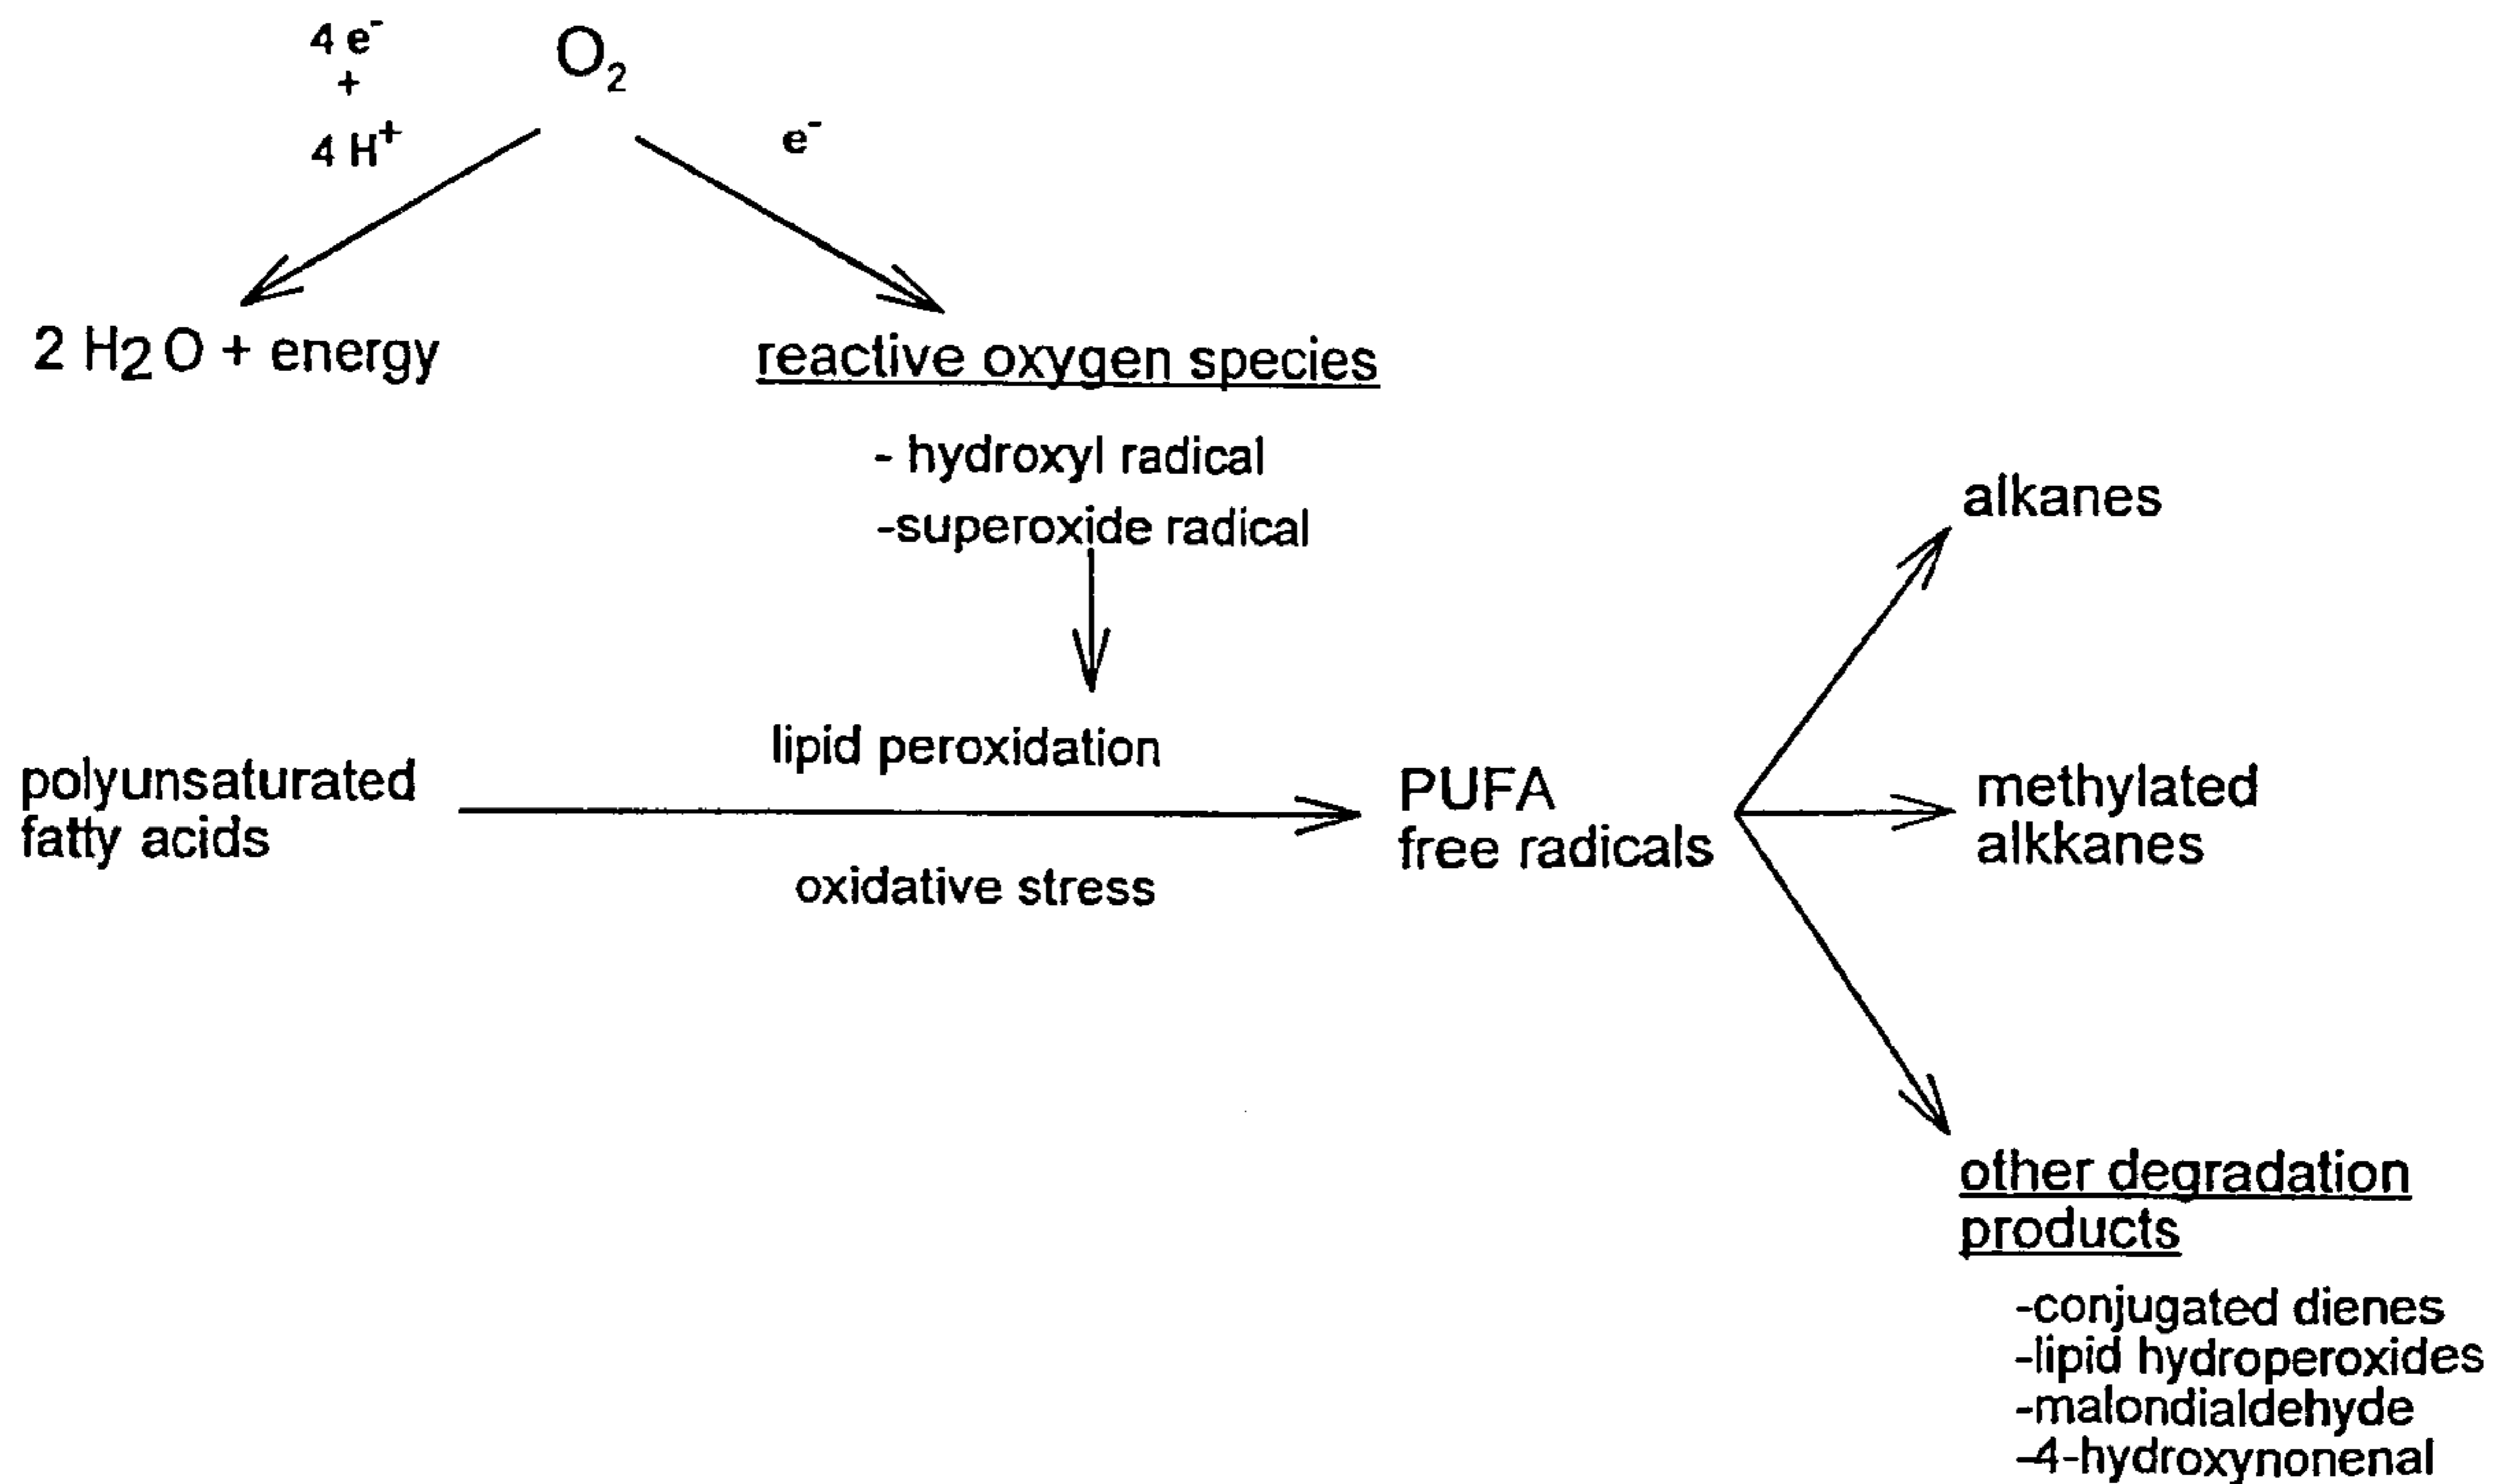 4 e⁻
+
4 H⁺
O₂
e⁻
2 H2O + energy
reactive oxygen species
- hydroxyl radical
-superoxide radical
lipid peroxidation
polyunsaturated
fatty acids
oxidative stress
PUFA
free radicals
alkanes
methylated
alkkanes
other degradation
products
-conjugated dienes
-lipid hydroperoxides
-malondialdehyde
-4-hydroxynonenal